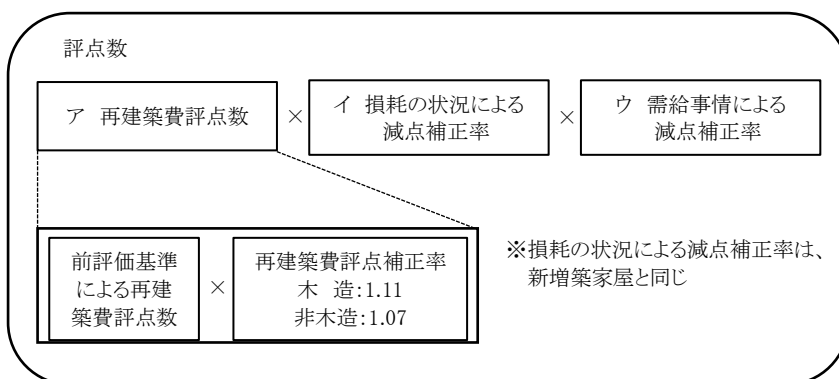 評点数
ア 再建築費評点数
×
イ 損耗の状況による
減点補正率
×
ウ 需給事情による
減点補正率
前評価基準
による再建
築費評点数
×
再建築費評点補正率
木 造:1.11
非木造:1.07
※損耗の状況による減点補正率は、
新増築家屋と同じ